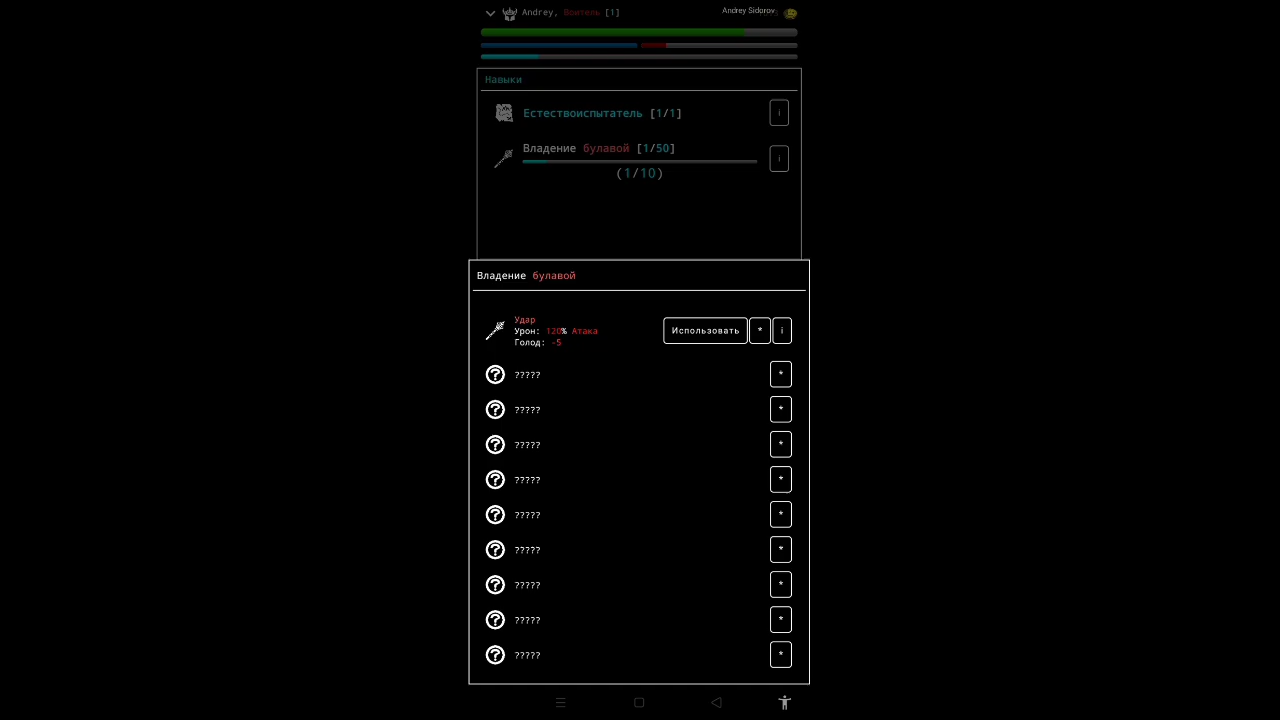 Andrey, Воитель [1]
Andrey Sidorov
Навыки
Естествоиспытатель [1/1]
i
Владение булавой [1/50]
i
(1/10)
Владение булавой
Удар
Урон: 120% Атака
Голод: -5
Использовать
*
i
?????
*
?????
*
?????
*
?????
*
?????
*
?????
*
?????
*
?????
*
?????
*